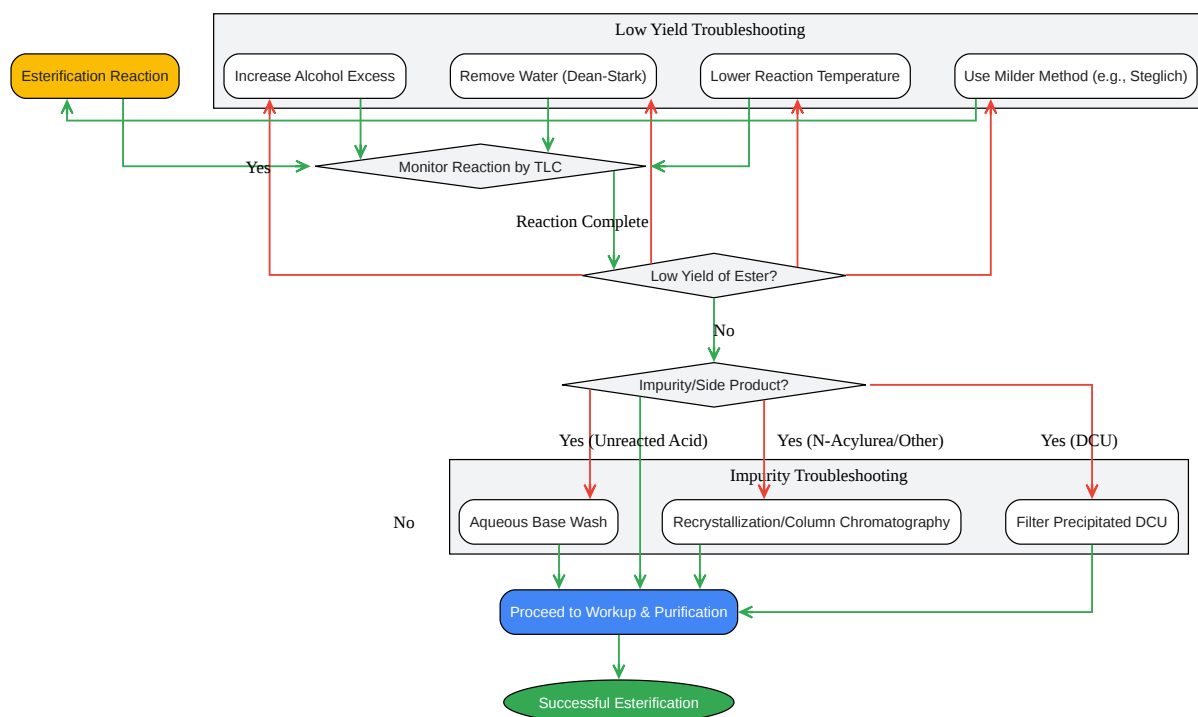 Low Yield Troubleshooting
Esterification Reaction
Increase Alcohol Excess
Remove Water (Dean-Stark)
Lower Reaction Temperature
Use Milder Method (e.g., Steglich)
Yes
Monitor Reaction by TLC
Reaction Complete
Low Yield of Ester?
No
Impurity/Side Product?
Yes (Unreacted Acid)
Yes (N-Acylurea/Other)
Yes (DCU)
Impurity Troubleshooting
No
Aqueous Base Wash
Recrystallization/Column Chromatography
Filter Precipitated DCU
Proceed to Workup & Purification
Successful Esterification